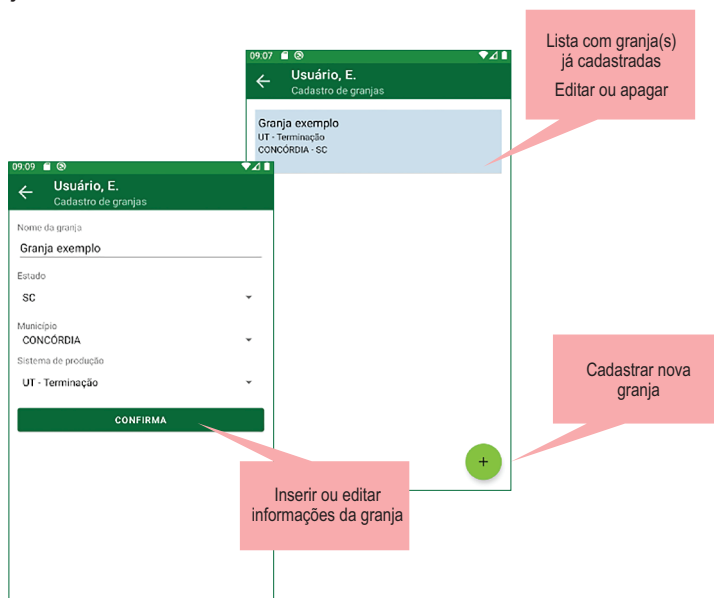 09:07
Usuário, E.
Cadastro de granjas
Granja exemplo
UT - Terminação
CONCÓRDIA - SC
Lista com granja(s)
já cadastradas
Editar ou apagar
09:09
Usuário, E.
Cadastro de granjas
Nome da granja
Granja exemplo
Estado
SC
Município
CONCÓRDIA
Sistema de produção
UT - Terminação
CONFIRMA
Cadastrar nova
granja
+
Inserir ou editar
informações da granja